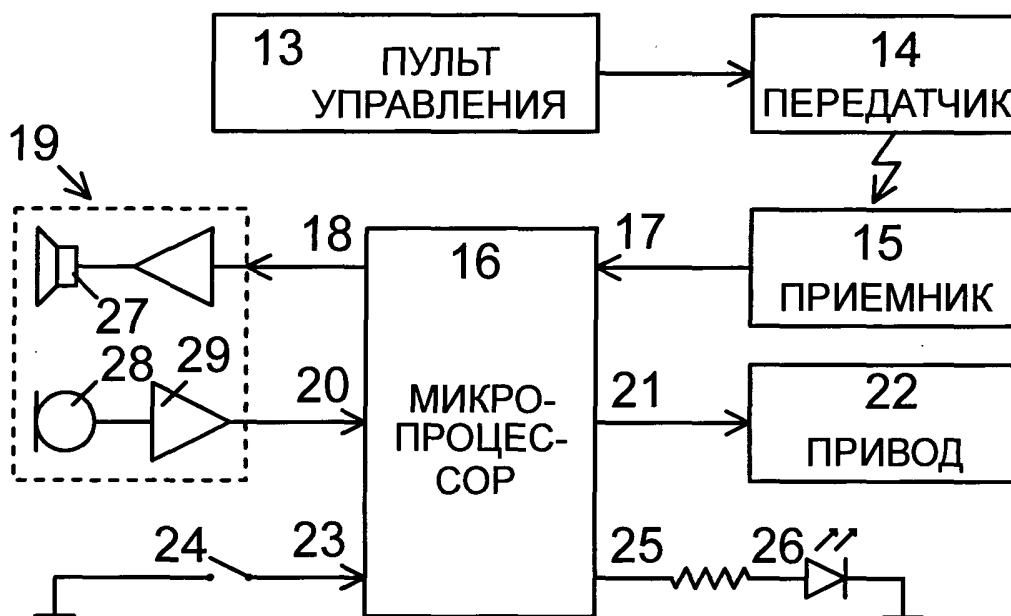 13 ПУЛЬТ
УПРАВЛЕНИЯ
14
ПЕРЕДАТЧИК
19
18
16
17
15
ПРИЕМНИК
27
28
29
20
МИКРО-
ПРОЦЕС-
СОР
21
22
ПРИВОД
24
23
25
26